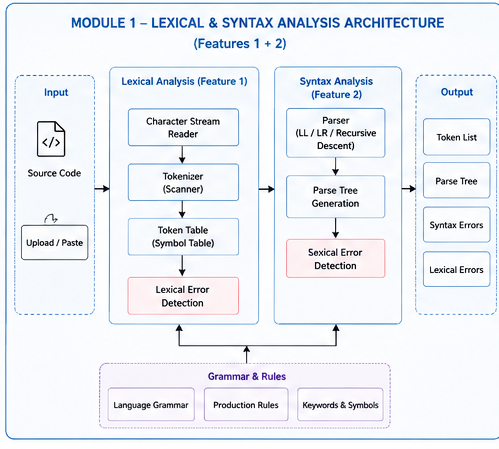 MODULE 1 – LEXICAL & SYNTAX ANALYSIS ARCHITECTURE
(Features 1 + 2)
Input
</>
Source Code
Upload / Paste
Lexical Analysis (Feature 1)
Character Stream
Reader
Tokenizer
(Scanner)
Token Table
(Symbol Table)
Lexical Error
Detection
Syntax Analysis
(Feature 2)
Parser
(LL / LR / Recursive
Descent)
Parse Tree
Generation
Sexical Error
Detection
Output
Token List
Parse Tree
Syntax Errors
Lexical Errors
Grammar & Rules
Language Grammar
Production Rules
Keywords & Symbols